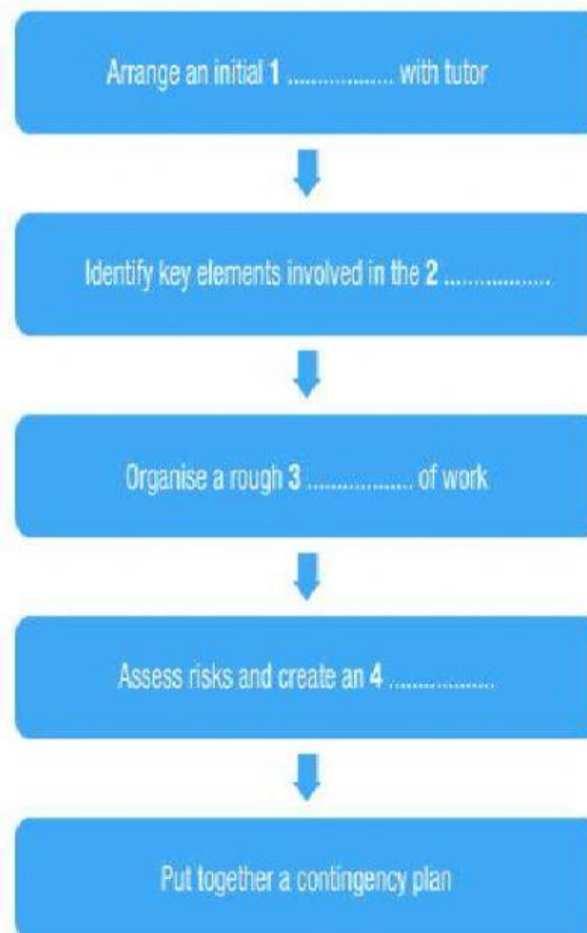 Arrange an initial 1 .................. with tutor
Identify key elements involved in the 2 ..................
Organise a rough 3 .................. of work
Assess risks and create an 4 ..................
Put together a contingency plan